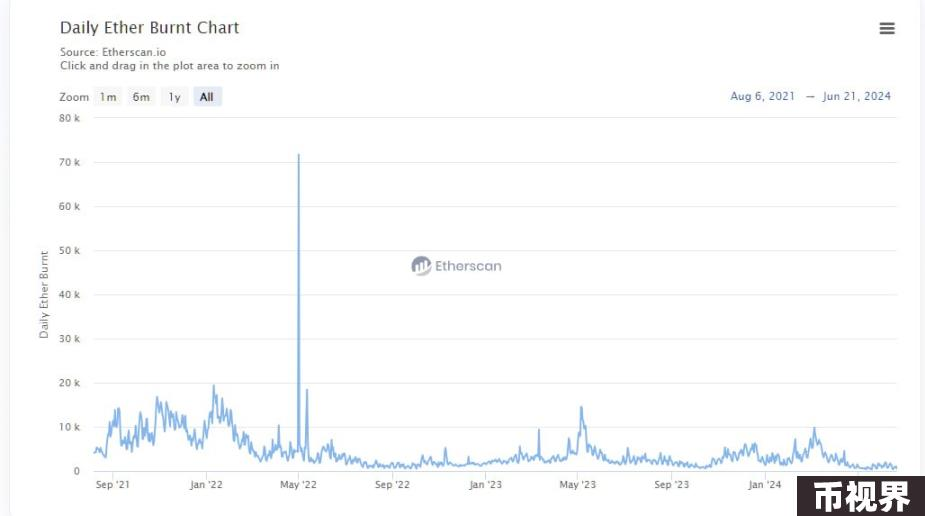 Daily Ether Burnt Chart
Source: Etherscan.io
Click and drag in the plot area to zoom in
Zoom 1m 6m 1y All
Aug 6, 2021 → Jun 21, 2024
80 k
70 k
60 k
50 k
40 k
30 k
20 k
10 k
0
Daily Ether Burnt
Etherscan
Sep '21 Jan '22 May '22 Sep '22 Jan '23 May '23 Sep '23 Jan '24
币视界